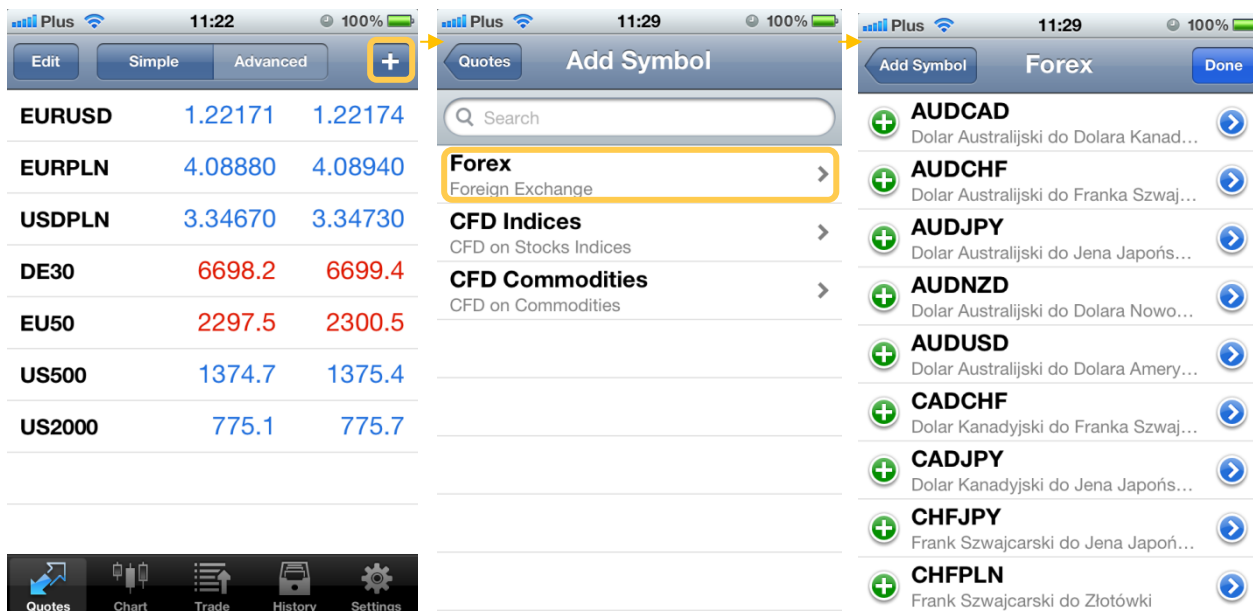 Plus 11:22 100%
Edit Simple Advanced +
EURUSD 1.22171 1.22174
EURPLN 4.08880 4.08940
USDPLN 3.34670 3.34730
DE30 6698.2 6699.4
EU50 2297.5 2300.5
US500 1374.7 1375.4
US2000 775.1 775.7
Quotes Chart Trade History Settings
Plus 11:29 100%
Quotes Add Symbol
Search
Forex
Foreign Exchange
CFD Indices
CFD on Stocks Indices
CFD Commodities
CFD on Commodities
Plus 11:29 100%
Add Symbol Forex Done
AUDCAD
Dolar Australijski do Dolara Kanad...
AUDCHF
Dolar Australijski do Franka Szwaj...
AUDJPY
Dolar Australijski do Jena Japońs...
AUDNZD
Dolar Australijski do Dolara Nowo...
AUDUSD
Dolar Australijski do Dolara Amery...
CADCHF
Dolar Kanadyjski do Franka Szwaj...
CADJPY
Dolar Kanadyjski do Jena Japońs...
CHFJPY
Frank Szwajcarski do Jena Japoń...
CHFPLN
Frank Szwajcarski do Złotówki